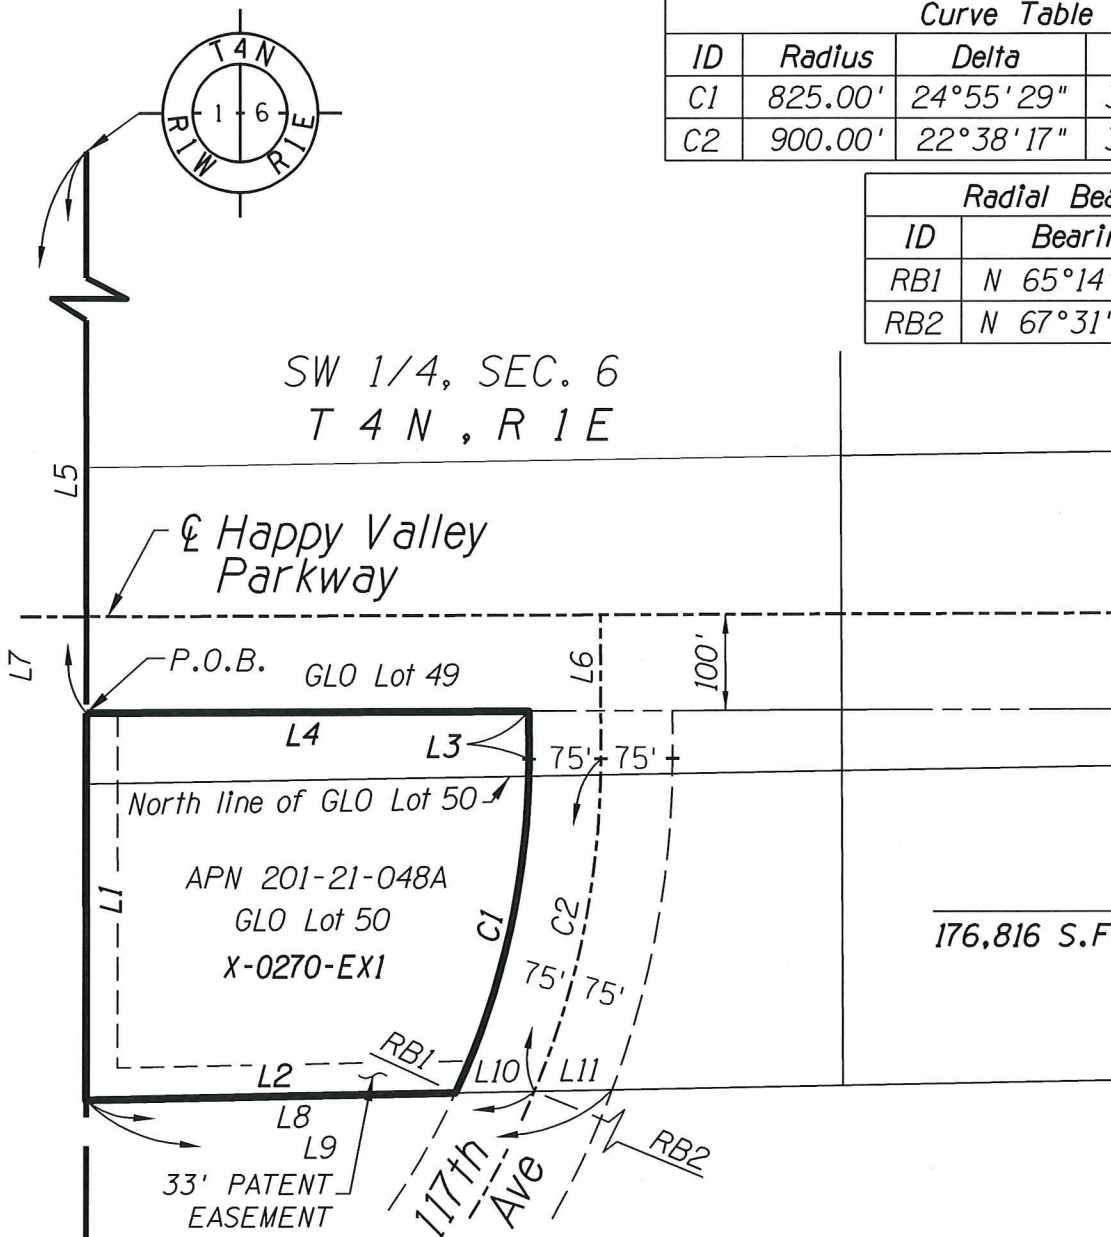 T4N
1 6
R1W R1E
Curve Table
ID Radius Delta
C1 825.00' 24°55'29"
C2 900.00' 22°38'17"
Radial
ID
RB1 N 65°14'
RB2 N 67°31'
SW 1/4, SEC. 6
T 4 N , R 1 E
L5
℄ Happy Valley
Parkway
L7
P.O.B.
GLO Lot 49
L6
100'
L4
L3
75' 75'
North line of GLO Lot 50
L1
APN 201-21-048A
GLO Lot 50
X-0270-EX1
C1
C2
176,816 S.F
75' 75'
RB1
L2
L10 L11
L8
L9
RB2
33' PATENT
EASEMENT
117th
Ave